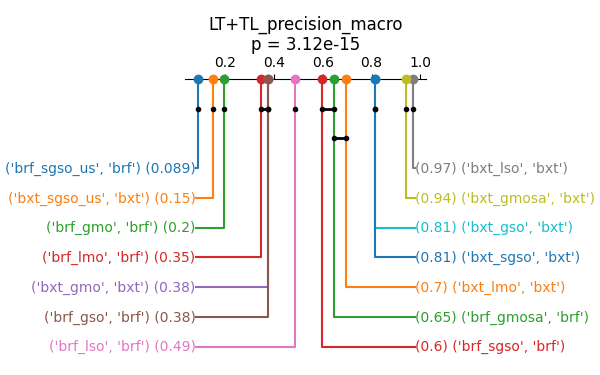 LT+TL_precision_macro
p = 3.12e-15
0.2 0.4 0.6 0.8 1.0
('brf_sgso_us', 'brf') (0.089) (0.97) ('bxt_lso', 'bxt')
('bxt_sgso_us', 'bxt') (0.15) (0.94) ('bxt_gmosa', 'bxt')
('brf_gmo', 'brf') (0.2) (0.81) ('bxt_gso', 'bxt')
('brf_lmo', 'brf') (0.35) (0.81) ('bxt_sgso', 'bxt')
('bxt_gmo', 'bxt') (0.38) (0.7) ('bxt_lmo', 'bxt')
('brf_gso', 'brf') (0.38) (0.65) ('brf_gmosa', 'brf')
('brf_lso', 'brf') (0.49) (0.6) ('brf_sgso', 'brf')